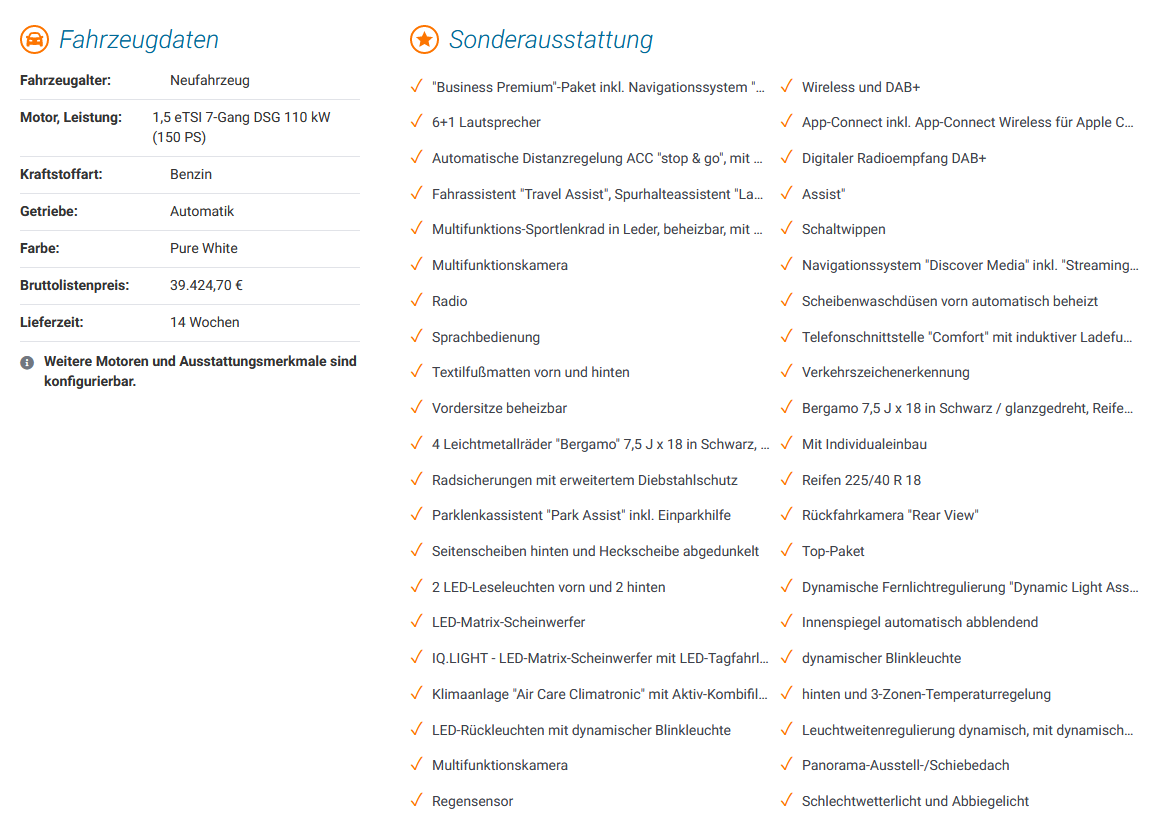 Fahrzeugdaten
Fahrzeugalter: Neufahrzeug
Motor, Leistung: 1,5 eTSI 7-Gang DSG 110 kW
(150 PS)
Kraftstoffart: Benzin
Getriebe: Automatik
Farbe: Pure White
Bruttolistenpreis: 39.424,70 €
Lieferzeit: 14 Wochen
Weitere Motoren und Ausstattungsmerkmale sind
konfigurierbar.
Sonderausstattung
"Business Premium"-Paket inkl. Navigationssystem "...
6+1 Lautsprecher
Automatische Distanzregelung ACC "stop & go", mit ...
Fahrassistent "Travel Assist", Spurhalteassistent "La...
Multifunktions-Sportlenkrad in Leder, beheizbar, mit ...
Multifunktionskamera
Radio
Sprachbedienung
Textilfußmatten vorn und hinten
Vordersitze beheizbar
4 Leichtmetallräder "Bergamo" 7,5 J x 18 in Schwarz, ...
Radsicherungen mit erweitertem Diebstahlschutz
Parklenkassistent "Park Assist" inkl. Einparkhilfe
Seitenscheiben hinten und Heckscheibe abgedunkelt
2 LED-Leseleuchten vorn und 2 hinten
LED-Matrix-Scheinwerfer
IQ.LIGHT - LED-Matrix-Scheinwerfer mit LED-Tagfahrl...
Klimaanlage "Air Care Climatronic" mit Aktiv-Kombifil...
LED-Rückleuchten mit dynamischer Blinkleuchte
Multifunktionskamera
Regensensor
Wireless und DAB+
App-Connect inkl. App-Connect Wireless für Apple C...
Digitaler Radioempfang DAB+
Assist"
Schaltwippen
Navigationssystem "Discover Media" inkl. "Streaming...
Scheibenwaschdüsen vorn automatisch beheizt
Telefonschnittstelle "Comfort" mit induktiver Ladefu...
Verkehrszeichenerkennung
Bergamo 7,5 J x 18 in Schwarz / glanzgedreht, Reife...
Mit Individualeinbau
Reifen 225/40 R 18
Rückfahrkamera "Rear View"
Top-Paket
Dynamische Fernlichtregulierung "Dynamic Light Ass...
Innenspiegel automatisch abblendend
dynamischer Blinkleuchte
hinten und 3-Zonen-Temperaturregelung
Leuchtweitenregulierung dynamisch, mit dynamisch...
Panorama-Ausstell-/Schiebedach
Schlechtwetterlicht und Abbiegelicht